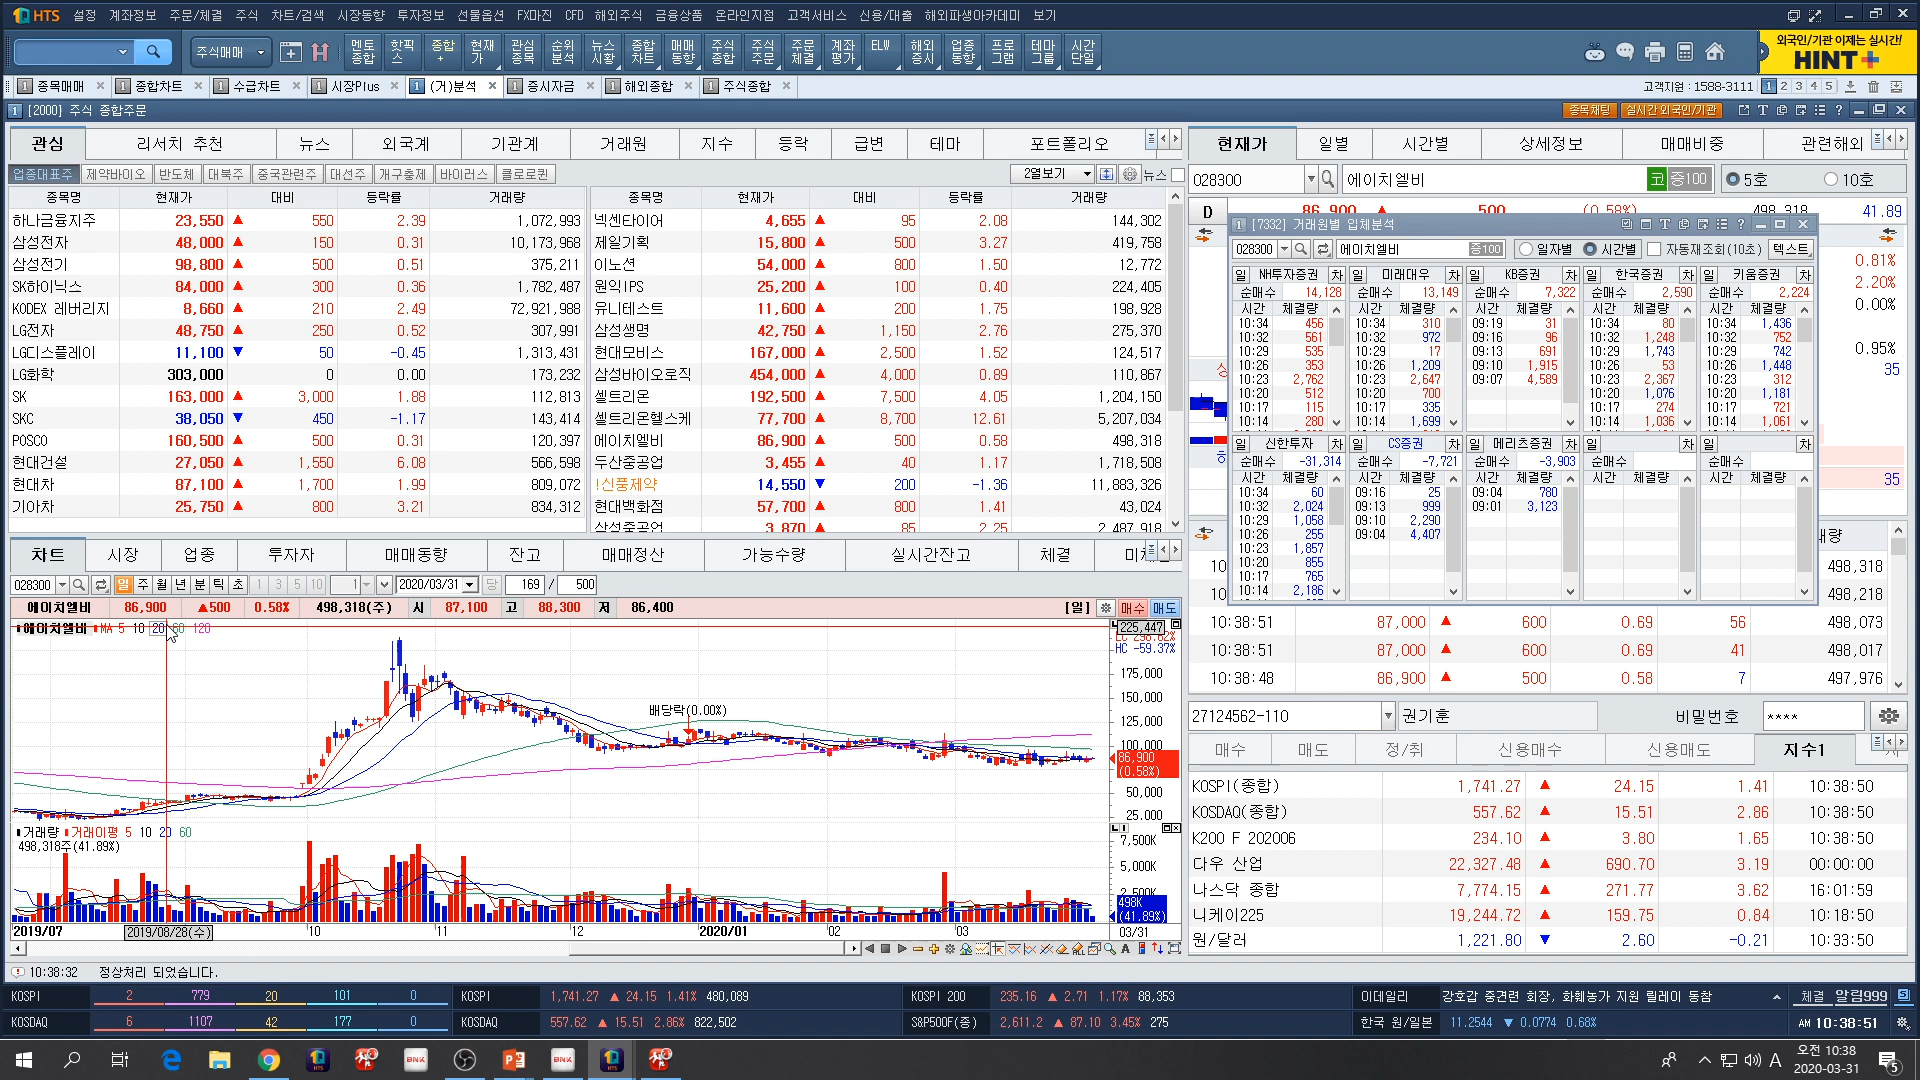 HTS 설정 계좌정보 주문/체결 주식 차트/검색 시장동향 투자정보 선물옵션 FX마진 CFD 해외주식 금융상품 온라인지점 고객서비스 신용/대출 해외파생아카데미 보기
주식매매 멘토종합 핫픽스 종합+ 현재가 관심종목 순위분석 뉴스시황 종합차트 매매동향 주식종합 주식주문 주문체결 계좌평가 ELW 해외증시 업종동향 프로그램 테마그룹 시간단일
외국인/기관 이제는 실시간!
HINT+
1 종목매매 1 종합차트 1 수급차트 1 시장Plus 1 (거)분석 1 증시자금 1 해외종합 1 주식종합 고객지원 : 1588-3111 1 2 3 4 5
1 [2000] 주식 종합주문 종목채팅 실시간 외국인/기관
관심 리서치 추천 뉴스 외국계 기관계 거래원 지수 등락 급변 테마 포트폴리오
업종대표주 제약바이오 반도체 대북주 중국관련주 대선주 개구충제 바이러스 클로로퀸 2열보기 뉴스
종목명 현재가 대비 등락률 거래량
하나금융지주 23,550 ▲ 550 2.39 1,072,993
삼성전자 48,000 ▲ 150 0.31 10,173,968
삼성전기 98,800 ▲ 500 0.51 375,211
SK하이닉스 84,000 ▲ 300 0.36 1,782,487
KODEX 레버리지 8,660 ▲ 210 2.49 72,921,988
LG전자 48,750 ▲ 250 0.52 307,991
LG디스플레이 11,100 ▼ 50 -0.45 1,313,431
LG화학 303,000 0 0.00 173,232
SK 163,000 ▲ 3,000 1.88 112,813
SKC 38,050 ▼ 450 -1.17 143,414
POSCO 160,500 ▲ 500 0.31 120,397
현대건설 27,050 ▲ 1,550 6.08 566,598
현대차 87,100 ▲ 1,700 1.99 809,072
기아차 25,750 ▲ 800 3.21 834,312
종목명 현재가 대비 등락률 거래량
넥센타이어 4,655 ▲ 95 2.08 144,302
제일기획 15,800 ▲ 500 3.27 419,758
이노션 54,000 ▲ 800 1.50 12,772
원익IPS 25,200 ▲ 100 0.40 224,405
유니테스트 11,600 ▲ 200 1.75 198,928
삼성생명 42,750 ▲ 1,150 2.76 275,370
현대모비스 167,000 ▲ 2,500 1.52 124,517
삼성바이오로직 454,000 ▲ 4,000 0.89 110,867
셀트리온 192,500 ▲ 7,500 4.05 1,204,150
셀트리온헬스케 77,700 ▲ 8,700 12.61 5,207,034
에이치엘비 86,900 ▲ 500 0.58 498,318
두산중공업 3,455 ▲ 40 1.17 1,718,508
!신풍제약 14,550 ▼ 200 -1.36 11,883,326
현대백화점 57,700 ▲ 800 1.41 43,024
삼성중공업 3,870 ▲ 85 2.25 2,487,918
차트 시장 업종 투자자 매매동향 잔고 매매정산 가능수량 실시간잔고 체결
028300 일 주 월 년 분 틱 초 1 3 5 10 1 2020/03/31 당 169 / 500
에이치엘비 86,900 ▲500 0.58% 498,318(주) 시 87,100 고 88,300 저 86,400 [일] 매수 매도
에이치엘비 MA 5 10 20 60 120
225,447
HC -59.37%
175,000
150,000
125,000
100,000
86,900
(0.58%)
50,000
25,000
배당락(0.00%)
거래량 거래이평 5 10 20 60
498,318주(41.89%)
7,500K
5,000K
2,500K
498K
(41.89%)
2019/07 2019/08/28(수) 10 11 12 2020/01 02 03 03/31
10:38:32 정상처리 되었습니다.
현재가 일별 시간별 상세정보 매매비중 관련해외
028300 에이치엘비 코 증100 5호 10호
D 86,900 ▲ 500 (0.58%) 498,318 41.89
0.81%
2.20%
0.00%
0.95%
35
35
1 [7332] 거래원별 입체분석
028300 에이치엘비 증100 일자별 시간별 자동재조회(10초) 텍스트
일 NH투자증권 차
순매수 14,128
시간 체결량
10:34 456
10:32 561
10:29 535
10:26 353
10:23 2,762
10:20 512
10:17 115
10:14 280
일 미래대우 차
순매수 13,149
시간 체결량
10:34 310
10:32 972
10:29 17
10:26 1,209
10:23 2,647
10:20 700
10:17 335
10:14 1,699
일 KB증권 차
순매수 7,322
시간 체결량
09:19 31
09:16 96
09:13 691
09:10 1,915
09:07 4,589
일 한국증권 차
순매수 2,590
시간 체결량
10:34 80
10:32 1,248
10:29 1,743
10:26 53
10:23 2,367
10:20 1,076
10:17 274
10:14 1,036
일 키움증권 차
순매수 2,224
시간 체결량
10:34 1,436
10:32 752
10:29 742
10:26 1,448
10:23 312
10:20 1,181
10:17 721
10:14 1,061
일 신한투자 차
순매수 -31,314
시간 체결량
10:34 60
10:32 2,024
10:29 1,058
10:26 255
10:23 1,857
10:20 855
10:17 765
10:14 2,186
일 CS증권 차
순매수 -7,721
시간 체결량
09:16 25
09:13 999
09:10 2,290
09:04 4,407
일 메리츠증권 차
순매수 -3,903
시간 체결량
09:04 780
09:01 3,123
일 차
순매수
시간 체결량
일 차
순매수
시간 체결량
10 498,318
10 498,218
10:38:51 87,000 ▲ 600 0.69 56 498,073
10:38:51 87,000 ▲ 600 0.69 41 498,017
10:38:48 86,900 ▲ 500 0.58 7 497,976
27124562-110 권기훈 비밀번호 ****
매수 매도 정/취 신용매수 신용매도 지수1
KOSPI(종합) 1,741.27 ▲ 24.15 1.41 10:38:50
KOSDAQ(종합) 557.62 ▲ 15.51 2.86 10:38:50
K200 F 202006 234.10 ▲ 3.80 1.65 10:38:50
다우 산업 22,327.48 ▲ 690.70 3.19 00:00:00
나스닥 종합 7,774.15 ▲ 271.77 3.62 16:01:59
니케이225 19,244.72 ▲ 159.75 0.84 10:18:50
원/달러 1,221.80 ▼ 2.60 -0.21 10:33:50
KOSPI 2 779 20 101 0 KOSPI 1,741.27 ▲ 24.15 1.41% 480,089 KOSPI 200 235.16 ▲ 2.71 1.17% 88,353 이데일리 강호갑 중견련 회장, 화훼농가 지원 릴레이 동참 체결 알림999
KOSDAQ 6 1107 42 177 0 KOSDAQ 557.62 ▲ 15.51 2.86% 822,502 S&P500F(종) 2,611.2 ▲ 87.10 3.45% 275 한국 원/일본 11.2544 ▼ 0.0774 0.68% AM 10:38:51
HTS BNK BNK HTS A 오전 10:38
2020-03-31 5